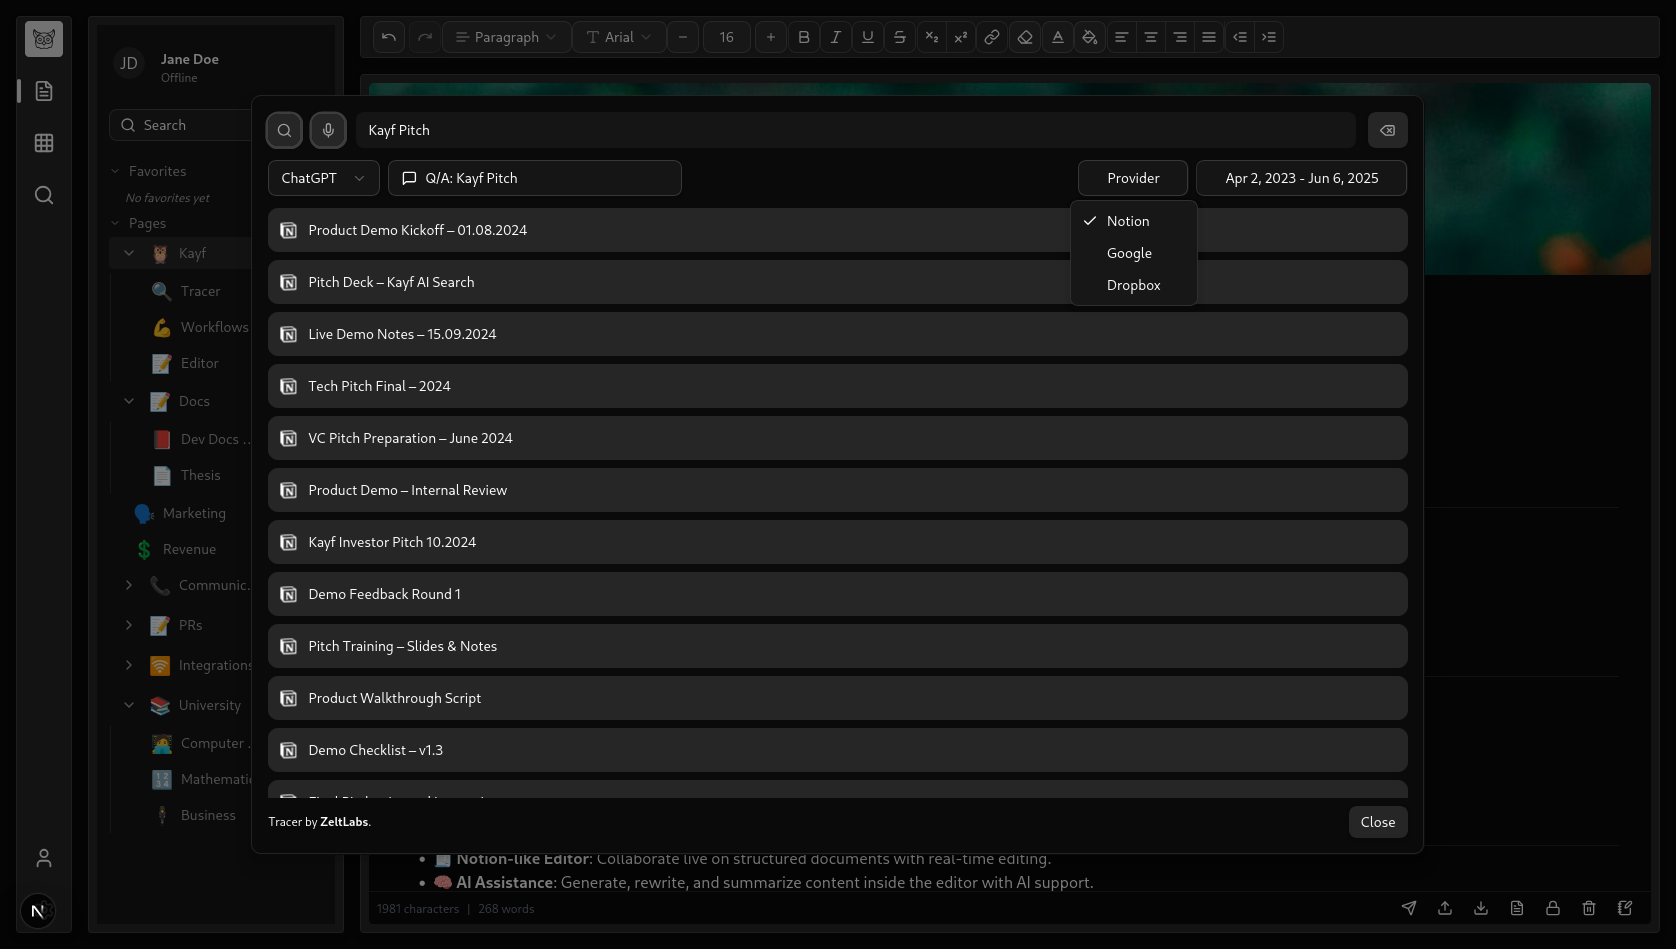 Paragraph
Arial
16
JD
Jane Doe
Offline
Search
Favorites
No favorites yet
Pages
Kayf
Tracer
Workflows
Editor
Docs
Dev Docs ..
Thesis
Marketing
Revenue
Communic.
PRs
Integrations
University
Computer .
Mathematic
Business
Kayf Pitch
ChatGPT
Q/A: Kayf Pitch
Provider
Apr 2, 2023 - Jun 6, 2025
Notion
Google
Dropbox
Product Demo Kickoff – 01.08.2024
Pitch Deck – Kayf AI Search
Live Demo Notes – 15.09.2024
Tech Pitch Final – 2024
VC Pitch Preparation – June 2024
Product Demo – Internal Review
Kayf Investor Pitch 10.2024
Demo Feedback Round 1
Pitch Training – Slides & Notes
Product Walkthrough Script
Demo Checklist – v1.3
Tracer by ZeltLabs.
Close
Notion-like Editor: Collaborate live on structured documents with real-time editing.
AI Assistance: Generate, rewrite, and summarize content inside the editor with AI support.
1981 characters | 268 words
N